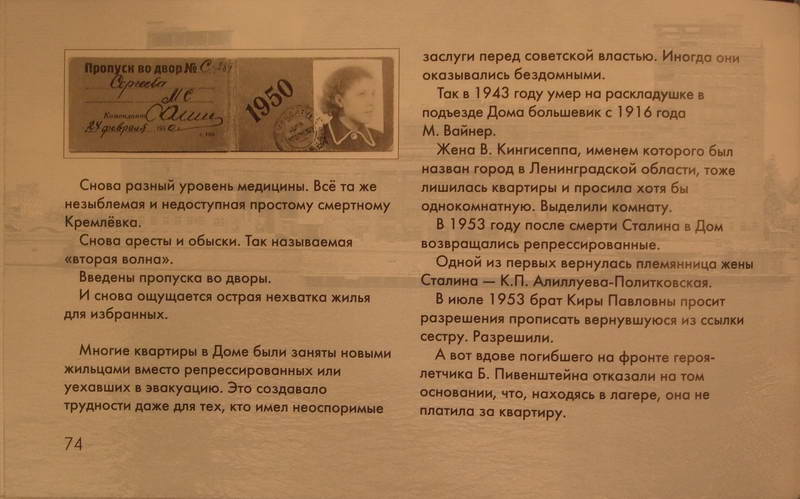 Пропуск во двор № С
МС
Комендант
24 февраля
1950
Снова разный уровень медицины. Всё та же
незыблемая и недоступная простому смертному
Кремлёвка.
Снова аресты и обыски. Так называемая
«вторая волна».
Введены пропуска во дворы.
И снова ощущается острая нехватка жилья
для избранных.
Многие квартиры в Доме были заняты новыми
жильцами вместо репрессированных или
уехавших в эвакуацию. Это создавало
трудности даже для тех, кто имел неоспоримые
74
заслуги перед советской властью. Иногда они
оказывались бездомными.
Так в 1943 году умер на раскладушке в
подъезде Дома большевик с 1916 года
М. Вайнер.
Жена В. Кингисеппа, именем которого был
назван город в Ленинградской области, тоже
лишилась квартиры и просила хотя бы
однокомнатную. Выделили комнату.
В 1953 году после смерти Сталина в Дом
возвращались репрессированные.
Одной из первых вернулась племянница жены
Сталина — К.П. Алиллуева-Политковская.
В июле 1953 брат Киры Павловны просит
разрешения прописать вернувшуюся из ссылки
сестру. Разрешили.
А вот вдове погибшего на фронте героя-
летчика Б. Пивенштейна отказали на том
основании, что, находясь в лагере, она не
платила за квартиру.